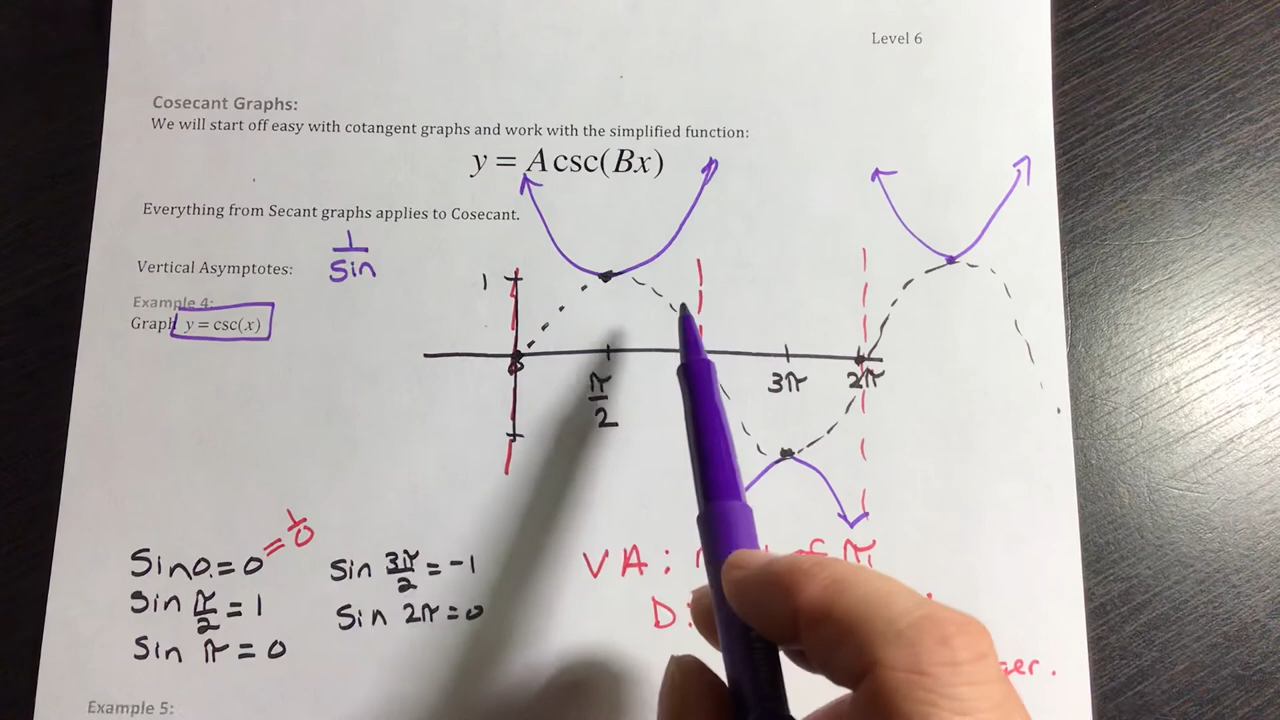 Level 6
Cosecant Graphs:
We will start off easy with cotangent graphs and work with the simplified function:
y = A csc(Bx)
Everything from Secant graphs applies to Cosecant.
Vertical Asymptotes:
1
sin
Example 4:
Graph y = csc(x)
1
π/2
3π
2π
Sin 0 = 0 = 1/0
Sin π/2 = 1
Sin π = 0
Sin 3π/2 = -1
Sin 2π = 0
VA: of π
D:
Example 5: